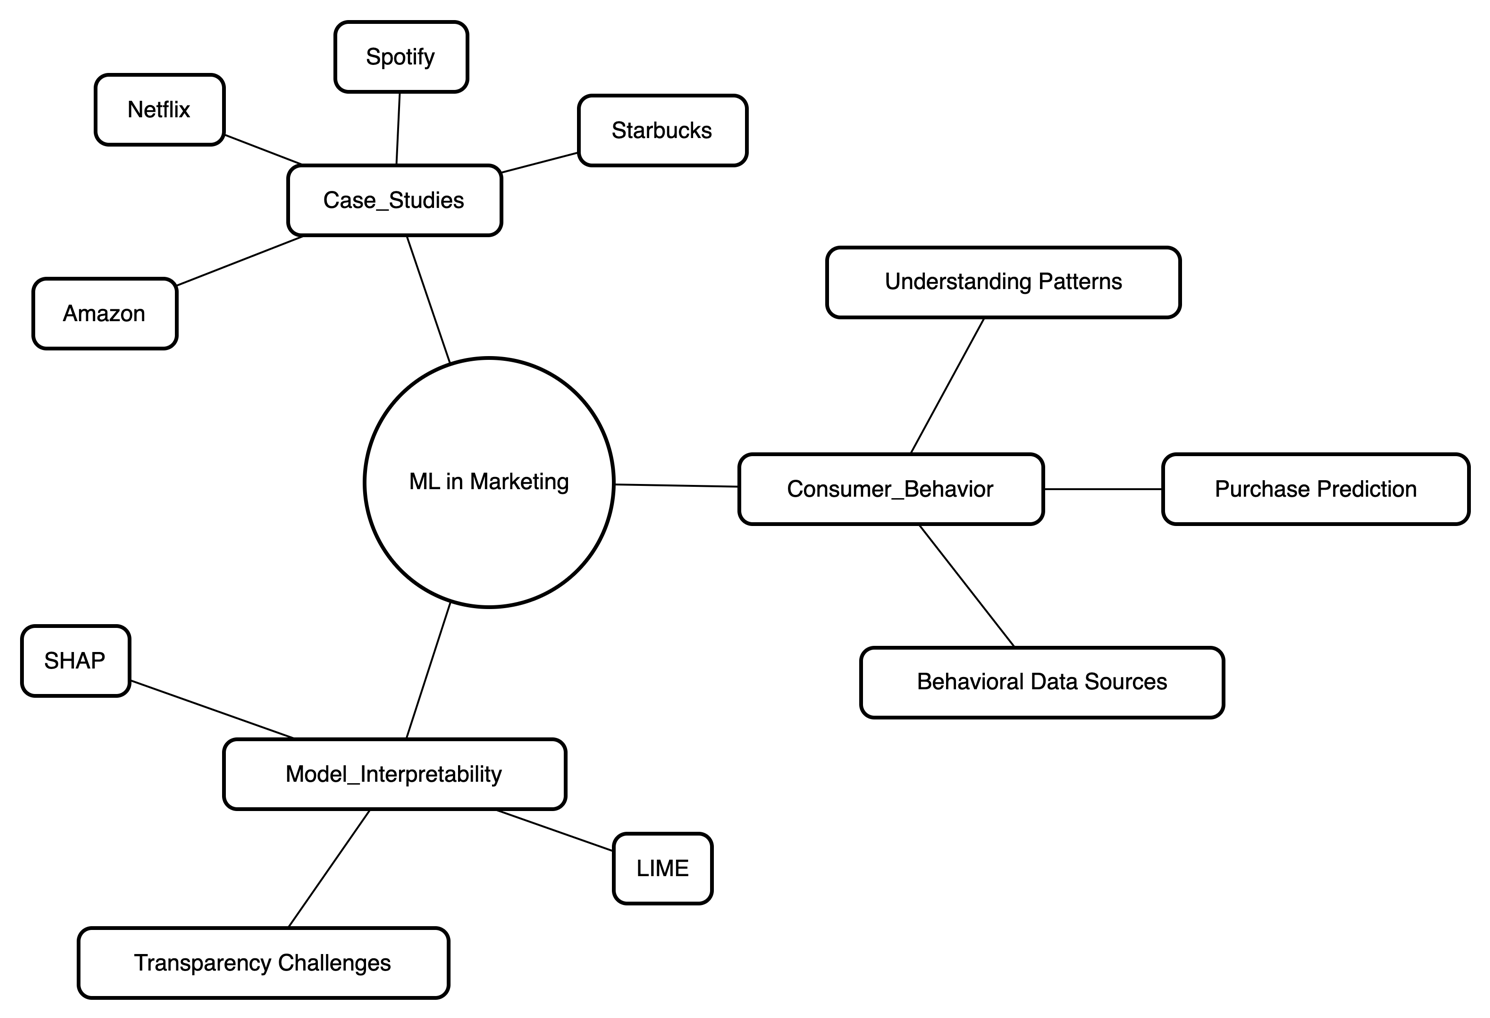 Spotify
Netflix
Starbucks
Case_Studies
Amazon
Understanding Patterns
ML in Marketing
Consumer_Behavior
Purchase Prediction
SHAP
Behavioral Data Sources
Model_Interpretability
LIME
Transparency Challenges